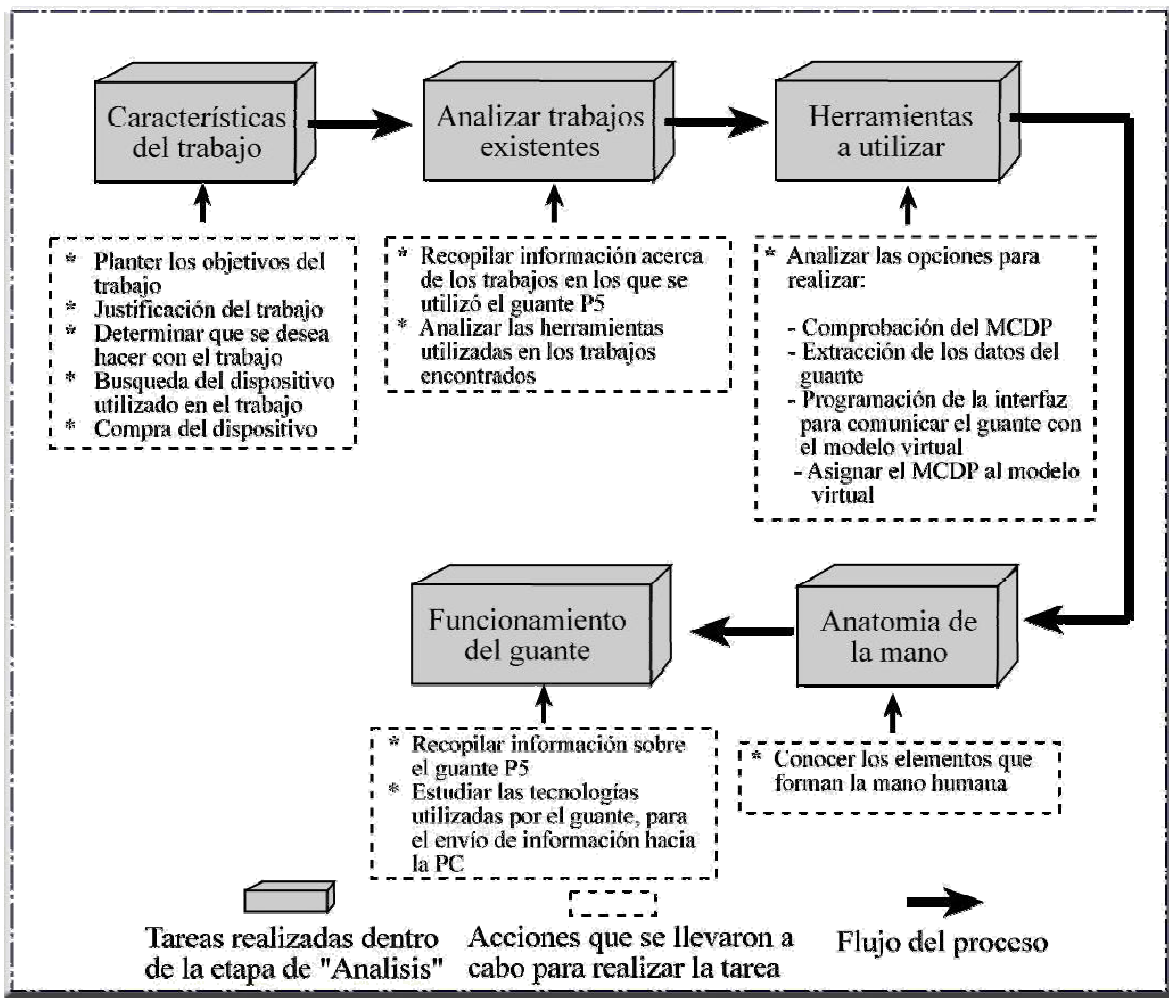 Características
del trabajo
Analizar trabajos
existentes
Herramientas
a utilizar
* Planter los objetivos del
trabajo
* Justificación del trabajo
* Determinar que se desea
hacer con el trabajo
* Busqueda del dispositivo
utilizado en el trabajo
* Compra del dispositivo
* Recopilar información acerca
de los trabajos en los que se
utilizó el guante P5
* Analizar las herramientas
utilizadas en los trabajos
encontrados
* Analizar las opciones para
realizar:
- Comprobación del MCDP
- Extracción de los datos del
guante
- Programación de la interfaz
para comunicar el guante con
el modelo virtual
- Asignar el MCDP al modelo
virtual
Anatomia de
la mano
Funcionamiento
del guante
* Conocer los elementos que
forman la mano humana
* Recopilar información sobre
el guante P5
* Estudiar las tecnologías
utilizadas por el guante, para
el envío de información hacia
la PC
Tareas realizadas dentro
de la etapa de "Analisis"
Acciones que se llevaron a
cabo para realizar la tarea
Flujo del proceso